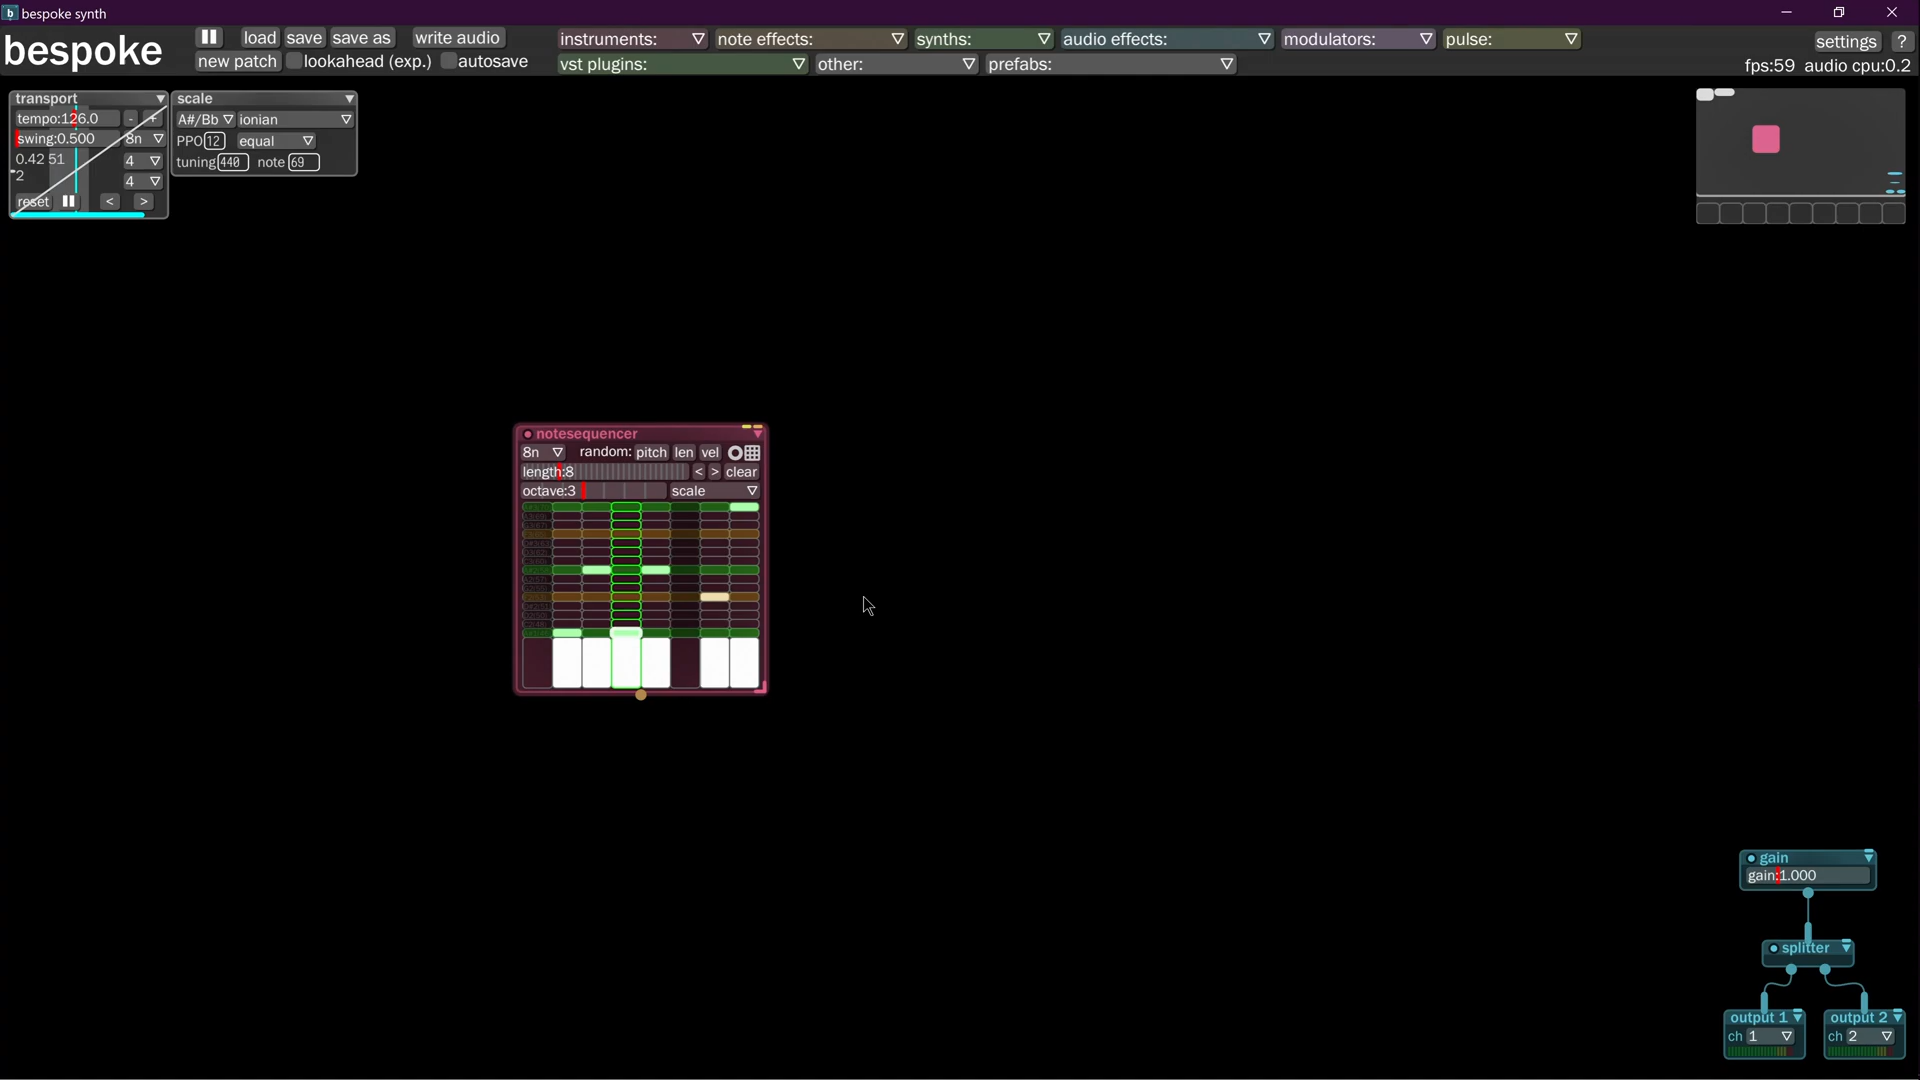 b bespoke synth
bespoke
load save save as write audio
new patch lookahead (exp.) autosave
instruments: note effects: synths: audio effects: modulators: pulse:
vst plugins: other: prefabs:
settings ?
fps:59 audio cpu:0.2
transport
tempo:126.0 - +
swing:0.500 8n
0.42 51 4
2
4
reset < >
scale
A#/Bb ionian
PPO 12 equal
tuning 440 note 69
notesequencer
8n random: pitch len vel
length:8 < > clear
octave:3 scale
gain
gain:1.000
splitter
output 1 output 2
ch 1 ch 2